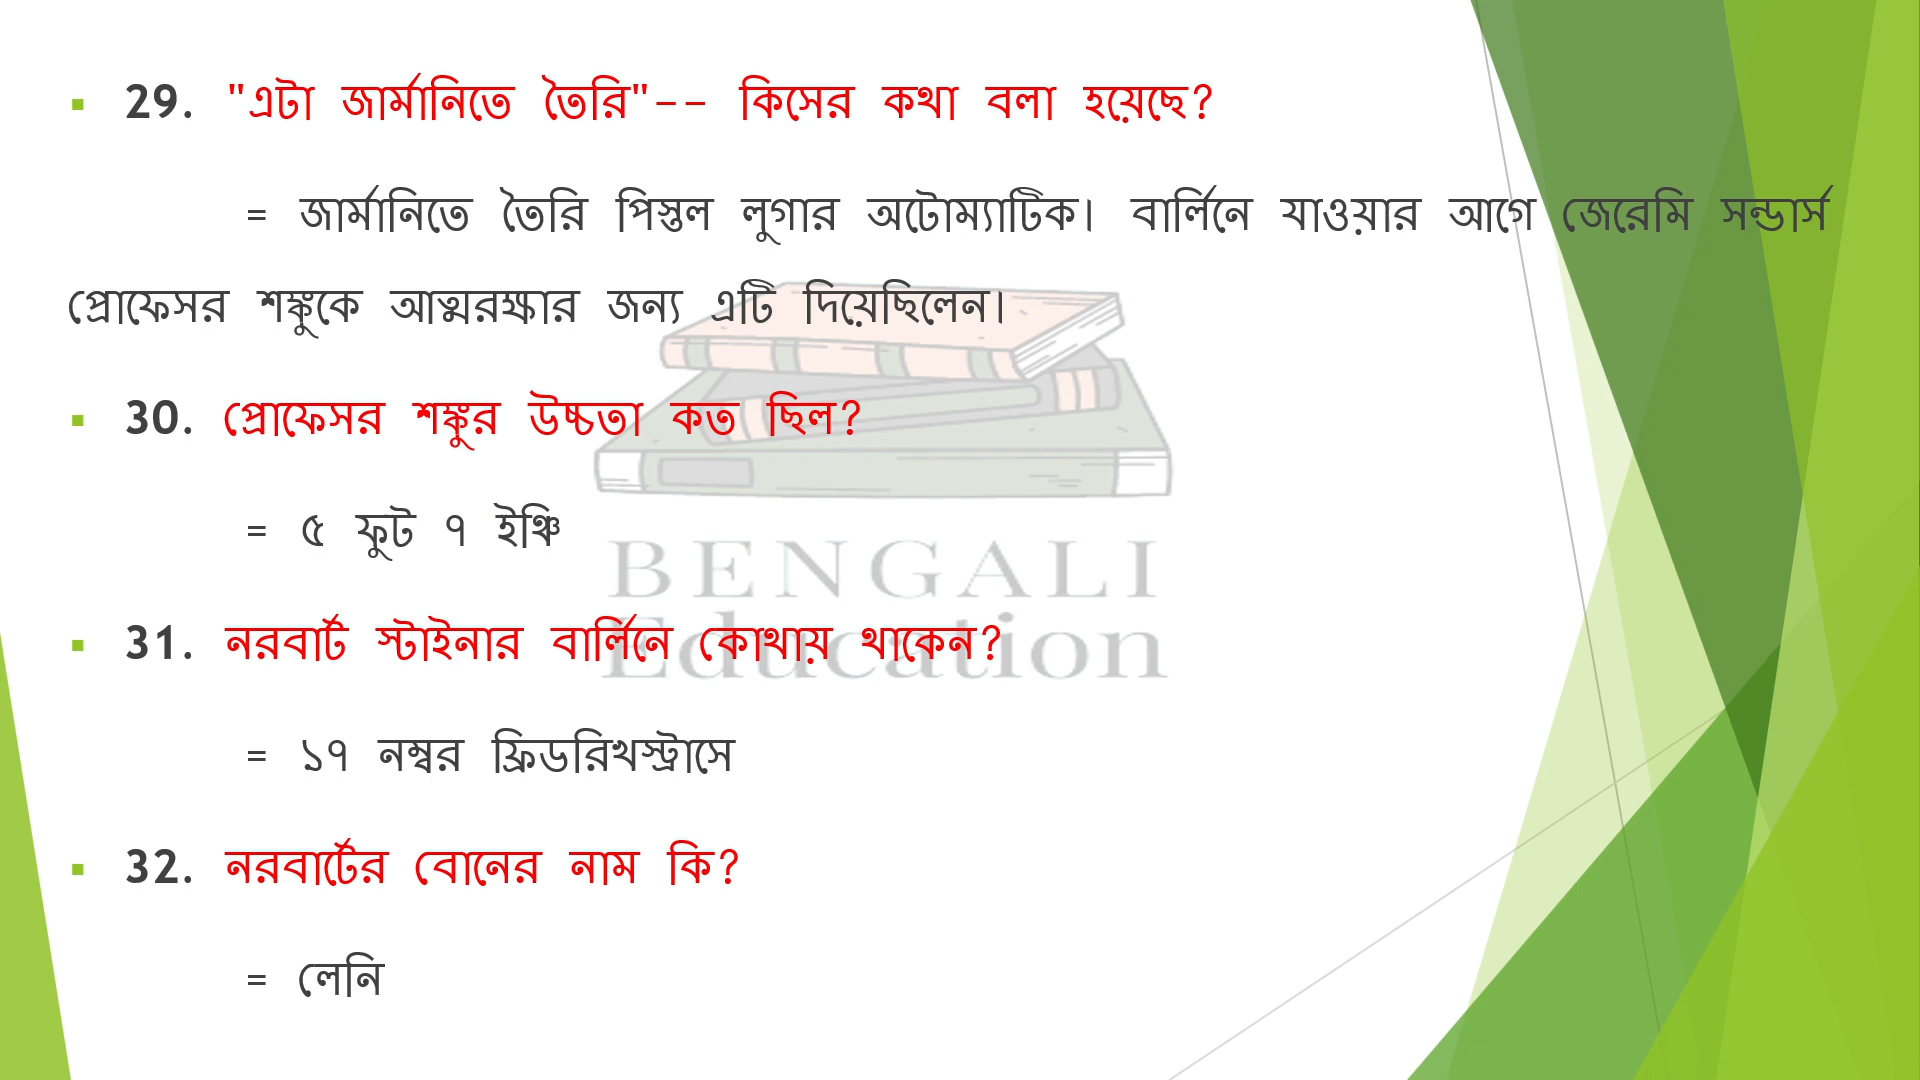 29. "এটা জার্মানিতে তৈরি"-- কিসের কথা বলা হয়েছে?
= জার্মানিতে তৈরি পিস্তল লুগার অটোম্যাটিক। বার্লিনে যাওয়ার আগে জেরেমি সন্ডার্স
প্রোফেসর শঙ্কুকে আত্মরক্ষার জন্য এটি দিয়েছিলেন।
30. প্রোফেসর শঙ্কুর উচ্চতা কত ছিল?
= ৫ ফুট ৭ ইঞ্চি
BENGALI
31. নরবার্ট স্টাইনার বার্লিনে কোথায় থাকেন?
Education
= ১৭ নম্বর ফ্রিডরিখস্ট্রাসে
32. নরবার্টের বোনের নাম কি?
= লেনি